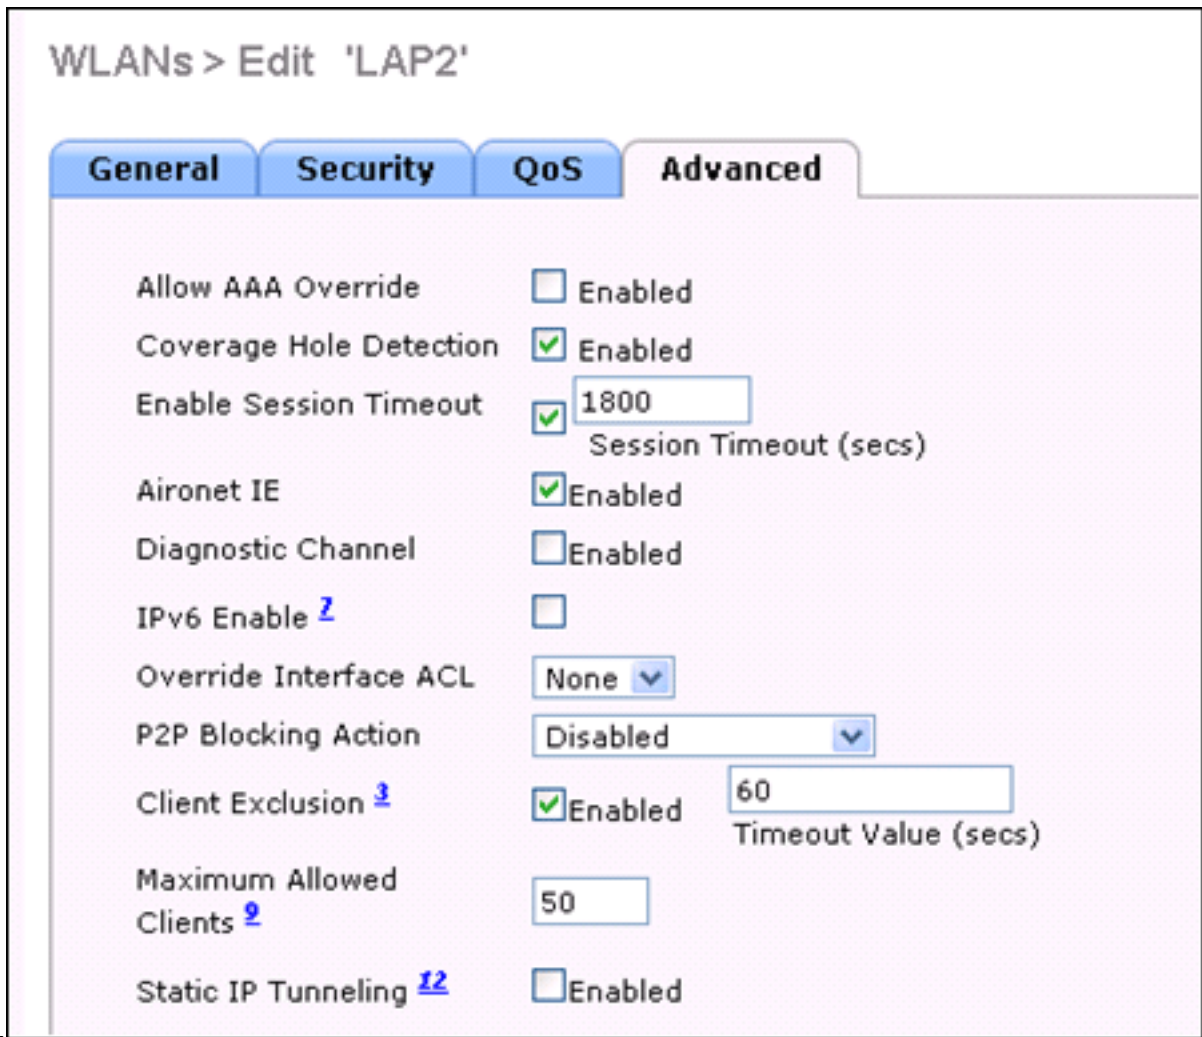 WLANs > Edit 'LAP2'
General Security QoS Advanced
Allow AAA Override Enabled
Coverage Hole Detection Enabled
Enable Session Timeout 1800
Session Timeout (secs)
Aironet IE Enabled
Diagnostic Channel Enabled
IPv6 Enable 7
Override Interface ACL None
P2P Blocking Action Disabled
Client Exclusion 3 Enabled 60
Timeout Value (secs)
Maximum Allowed
Clients 9 50
Static IP Tunneling 12 Enabled